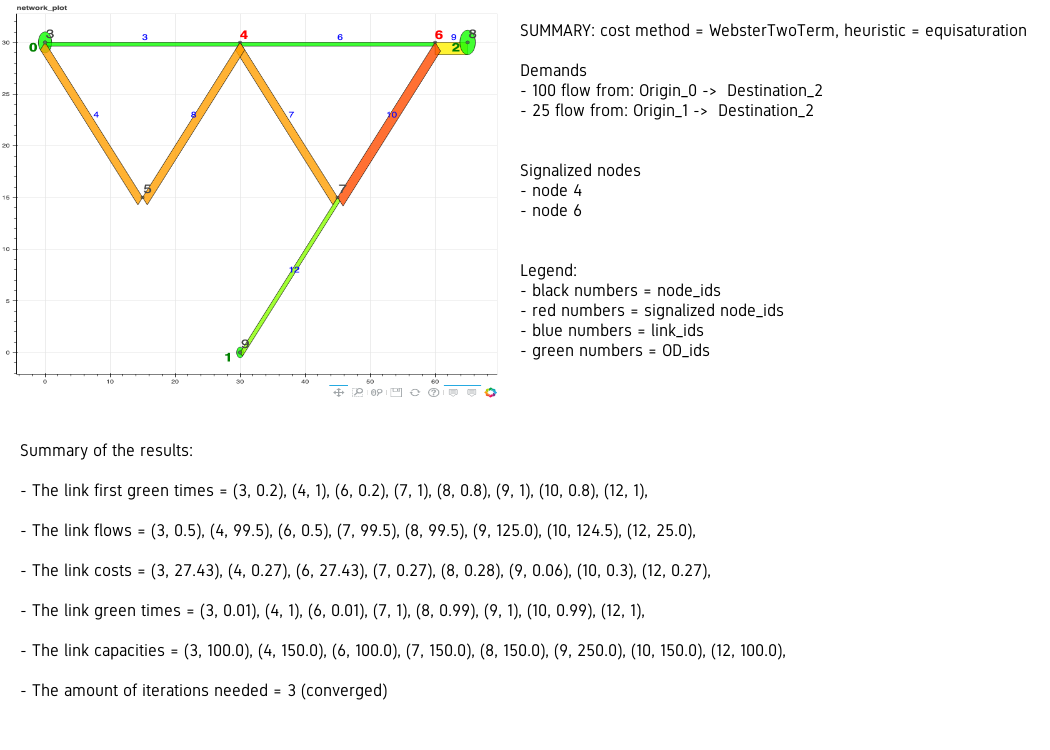 network_plot
30
25
20
15
10
5
0
0
10
20
30
40
50
60
3
0
3
4
6
6
9
2
8
4
8
7
10
5
7
12
9
1
SUMMARY: cost method = WebsterTwoTerm, heuristic = equisaturation
Demands
- 100 flow from: Origin_0 -> Destination_2
- 25 flow from: Origin_1 -> Destination_2
Signalized nodes
- node 4
- node 6
Legend:
- black numbers = node_ids
- red numbers = signalized node_ids
- blue numbers = link_ids
- green numbers = OD_ids
Summary of the results:
- The link first green times = (3, 0.2), (4, 1), (6, 0.2), (7, 1), (8, 0.8), (9, 1), (10, 0.8), (12, 1),
- The link flows = (3, 0.5), (4, 99.5), (6, 0.5), (7, 99.5), (8, 99.5), (9, 125.0), (10, 124.5), (12, 25.0),
- The link costs = (3, 27.43), (4, 0.27), (6, 27.43), (7, 0.27), (8, 0.28), (9, 0.06), (10, 0.3), (12, 0.27),
- The link green times = (3, 0.01), (4, 1), (6, 0.01), (7, 1), (8, 0.99), (9, 1), (10, 0.99), (12, 1),
- The link capacities = (3, 100.0), (4, 150.0), (6, 100.0), (7, 150.0), (8, 150.0), (9, 250.0), (10, 150.0), (12, 100.0),
- The amount of iterations needed = 3 (converged)